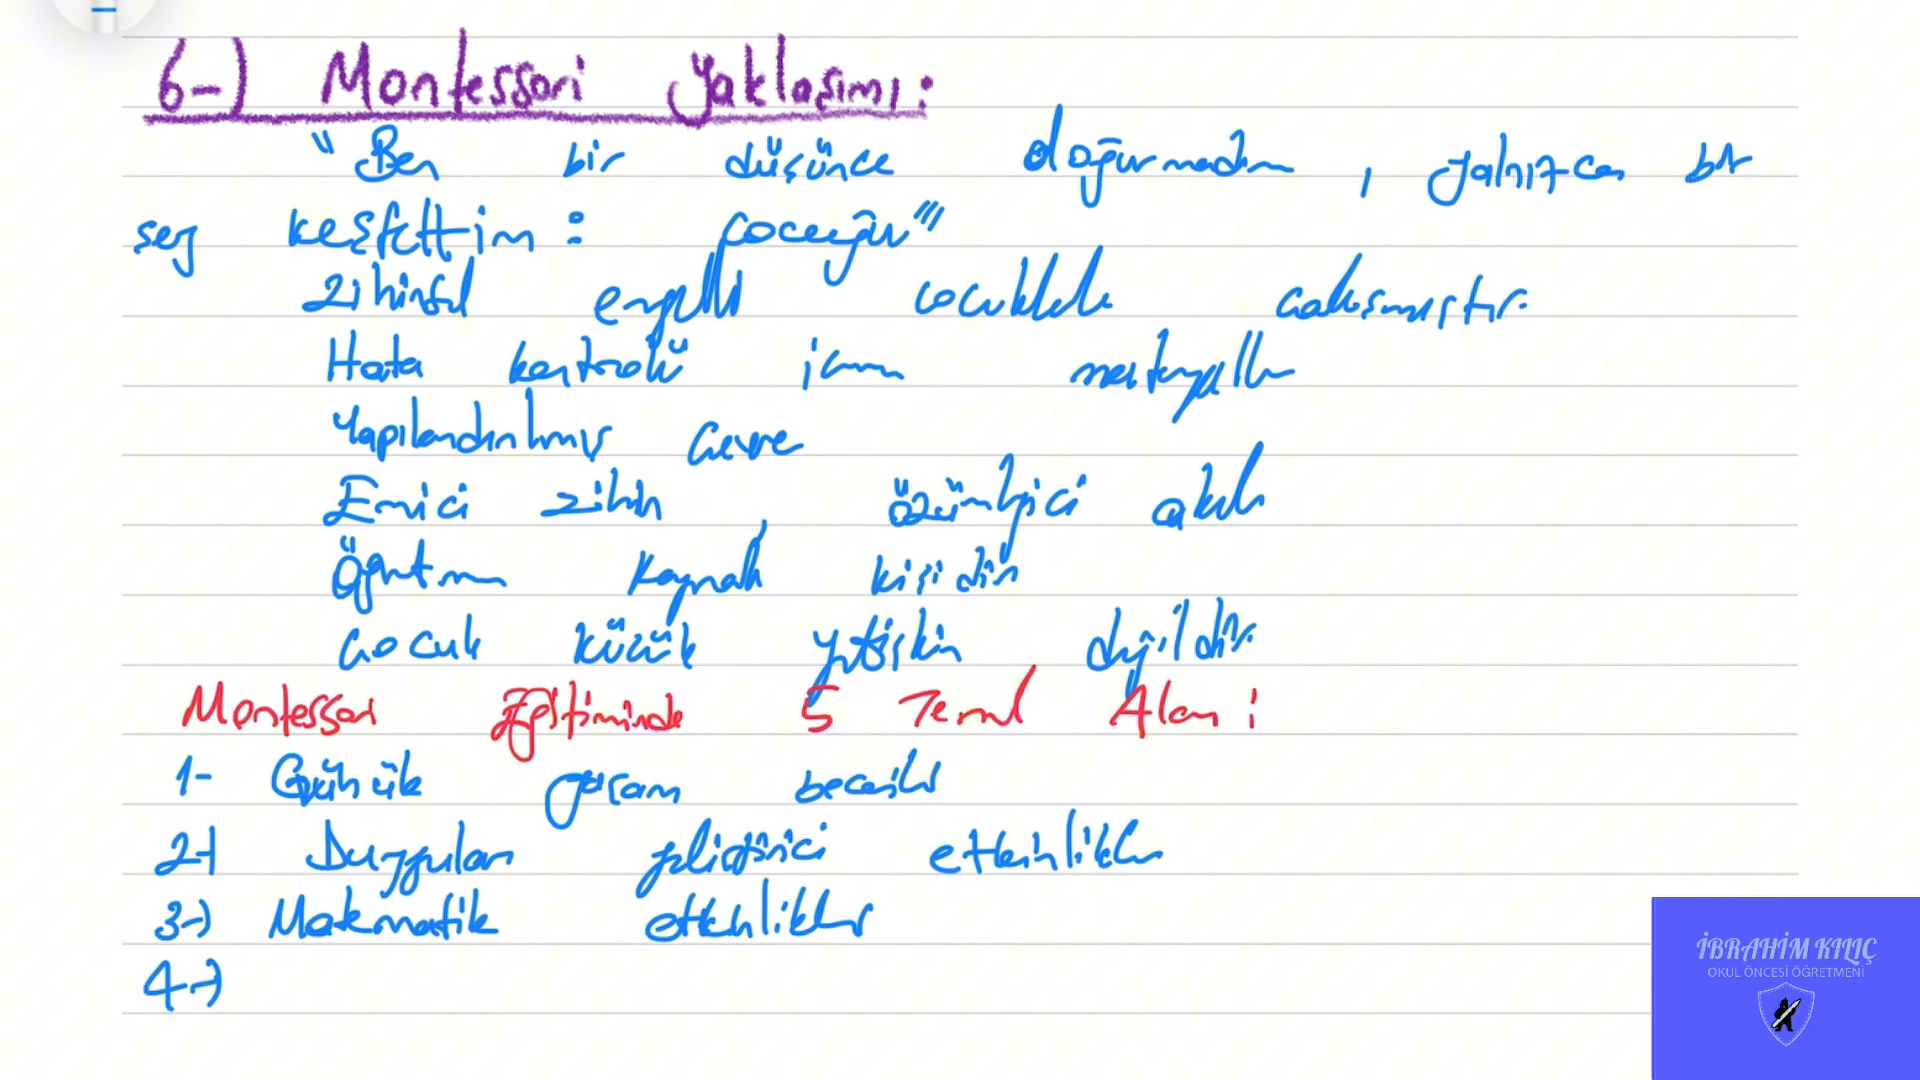 6-) Montessori Yaklaşımı:
"Ben bir düşünce doğurmadım, yalnızca bir
şey keşfettim: çocuğu"
Zihinsel engelli çocuklarla çalışmıştır.
Hata kontrolü için materyaller
Yapılandırılmış çevre
Emici zihin, özümleyici akıl
Öğretmen kaynak kişidir
Çocuk küçük yetişkin değildir.
Montessori Eğitiminde 5 Temel Alan:
1- Günlük yaşam becerileri
2-) Duyguları geliştirici etkinlikler
3-) Matematik etkinlikler
4-)
İBRAHİM KILIÇ
OKUL ÖNCESİ ÖĞRETMENİ